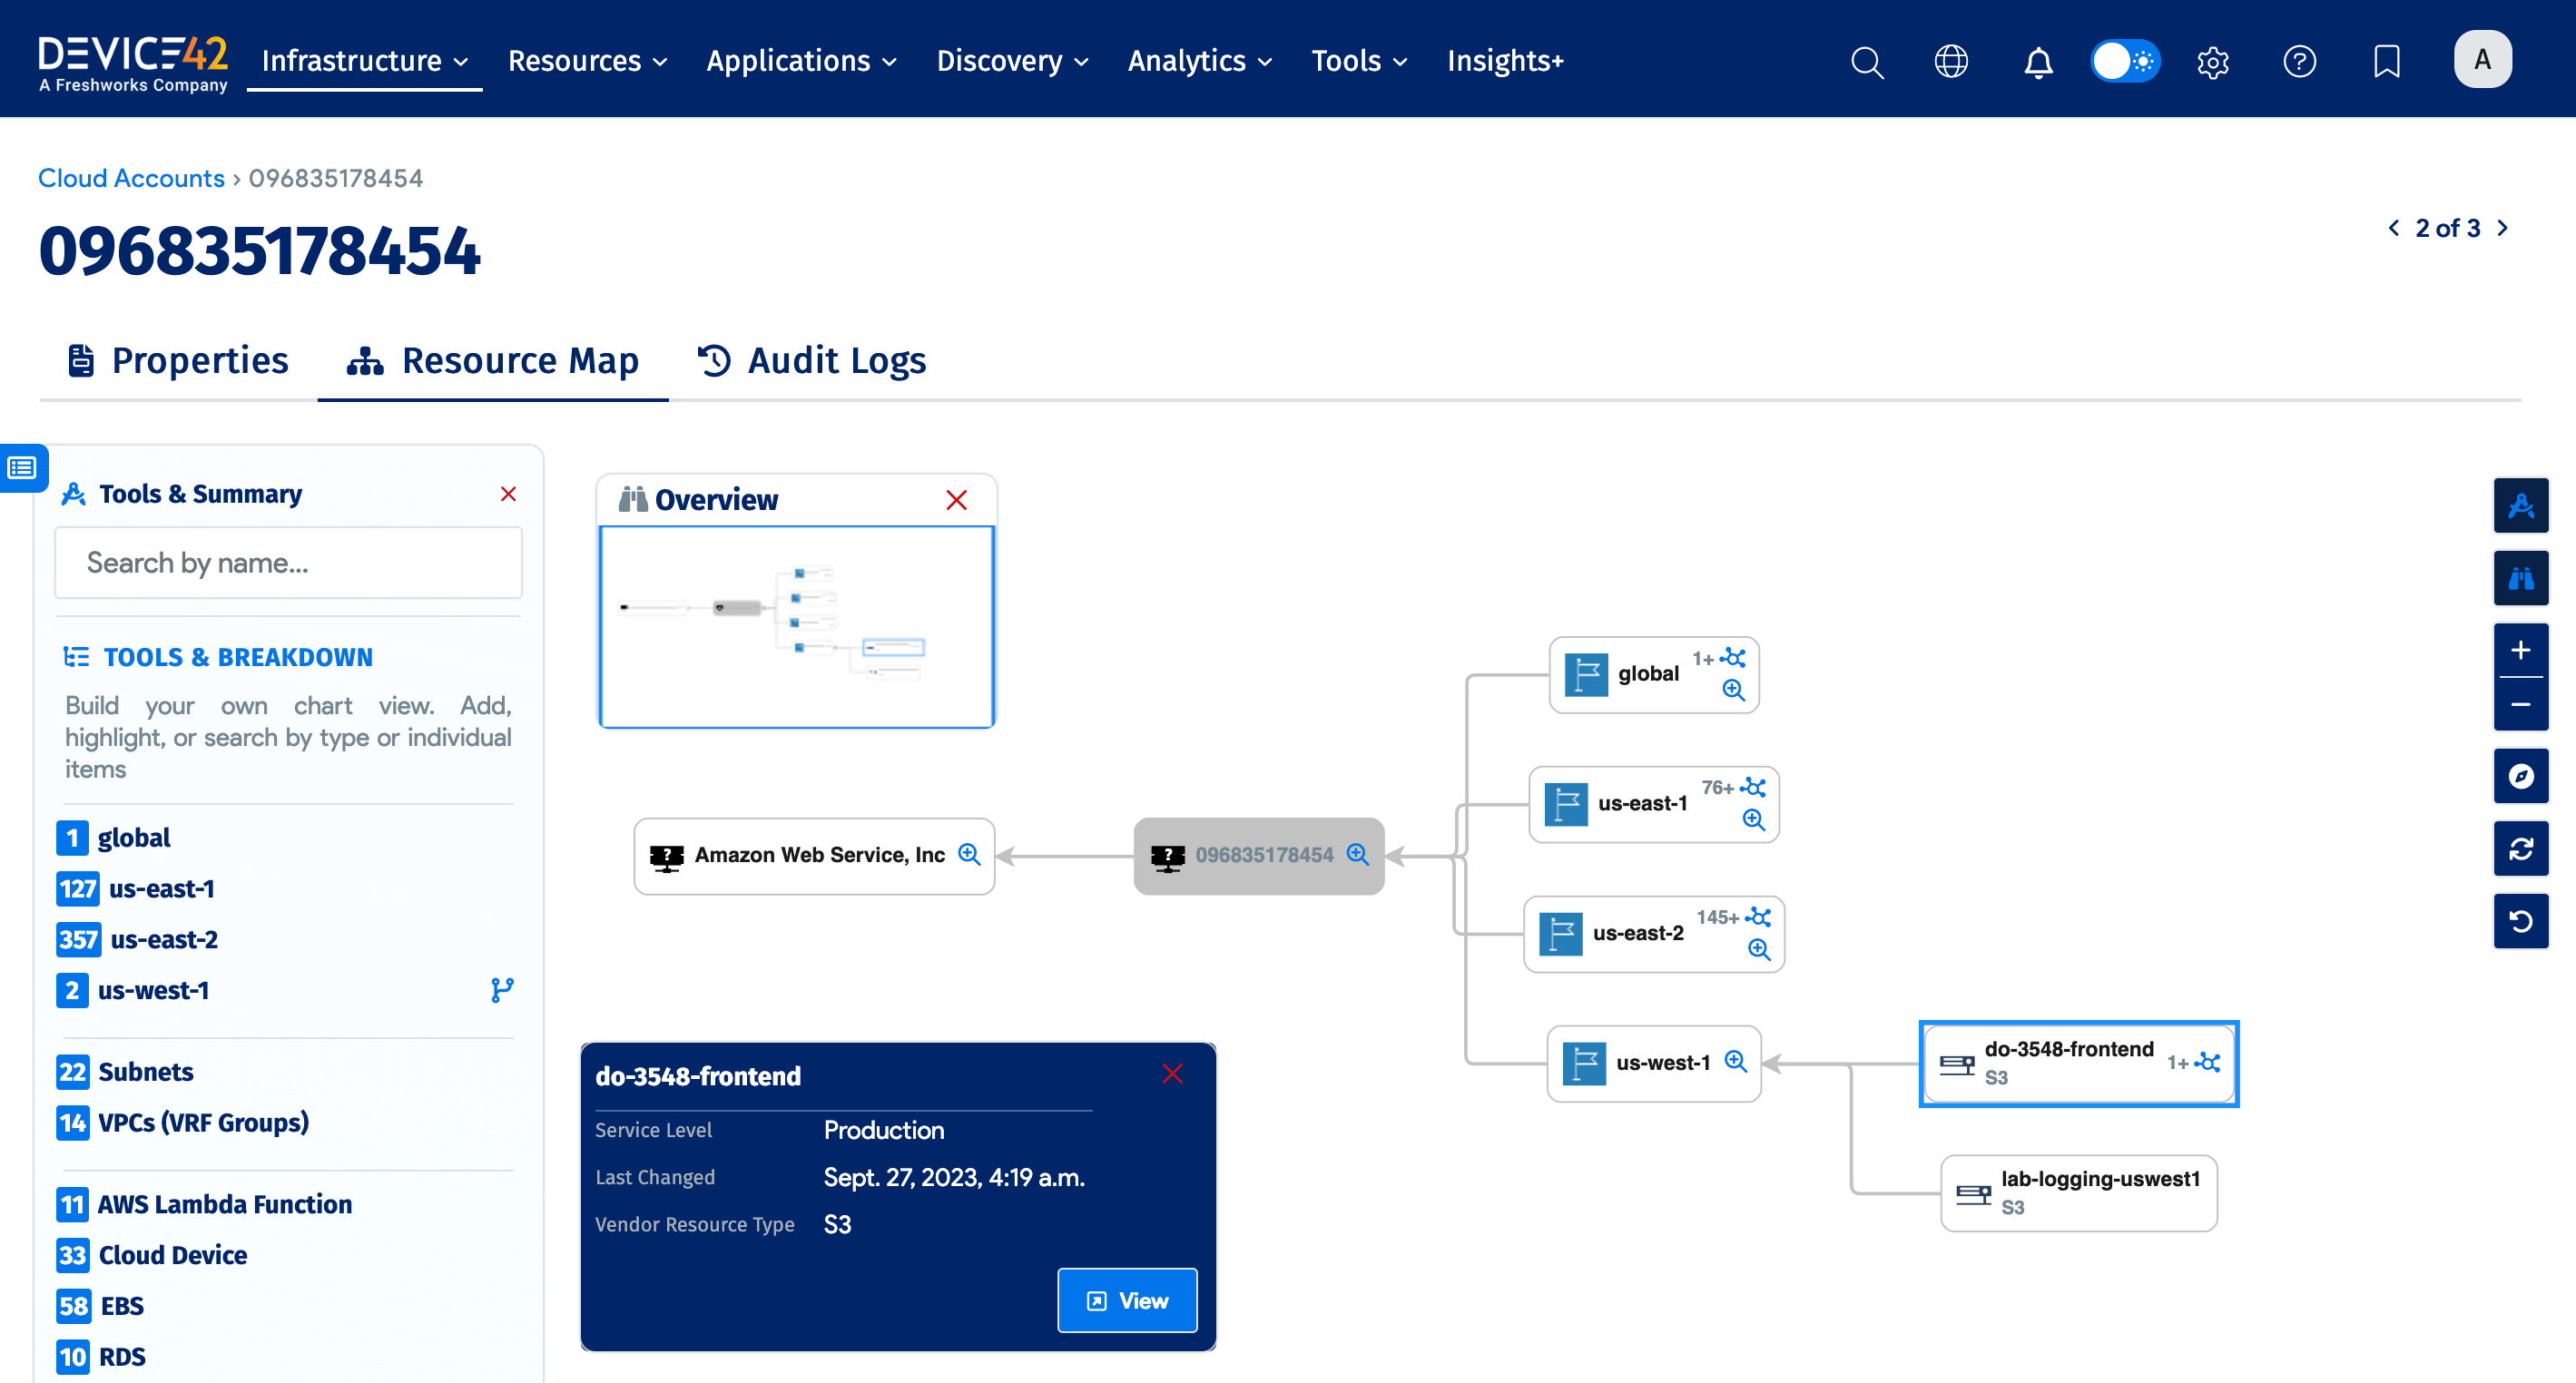 DEVICE42
A Freshworks Company
Infrastructure
Resources
Applications
Discovery
Analytics
Tools
Insights+
?
A
Cloud Accounts › 096835178454
096835178454
2 of 3
Properties
Resource Map
Audit Logs
Tools & Summary
Search by name...
TOOLS & BREAKDOWN
Build your own chart view. Add,
highlight, or search by type or individual
items
1 global
127 us-east-1
357 us-east-2
2 us-west-1
22 Subnets
14 VPCs (VRF Groups)
11 AWS Lambda Function
33 Cloud Device
58 EBS
10 RDS
Overview
Amazon Web Service, Inc
096835178454
global 1+
us-east-1 76+
us-east-2 145+
us-west-1
do-3548-frontend 1+
S3
lab-logging-uswest1
S3
do-3548-frontend
Service Level Production
Last Changed Sept. 27, 2023, 4:19 a.m.
Vendor Resource Type S3
View